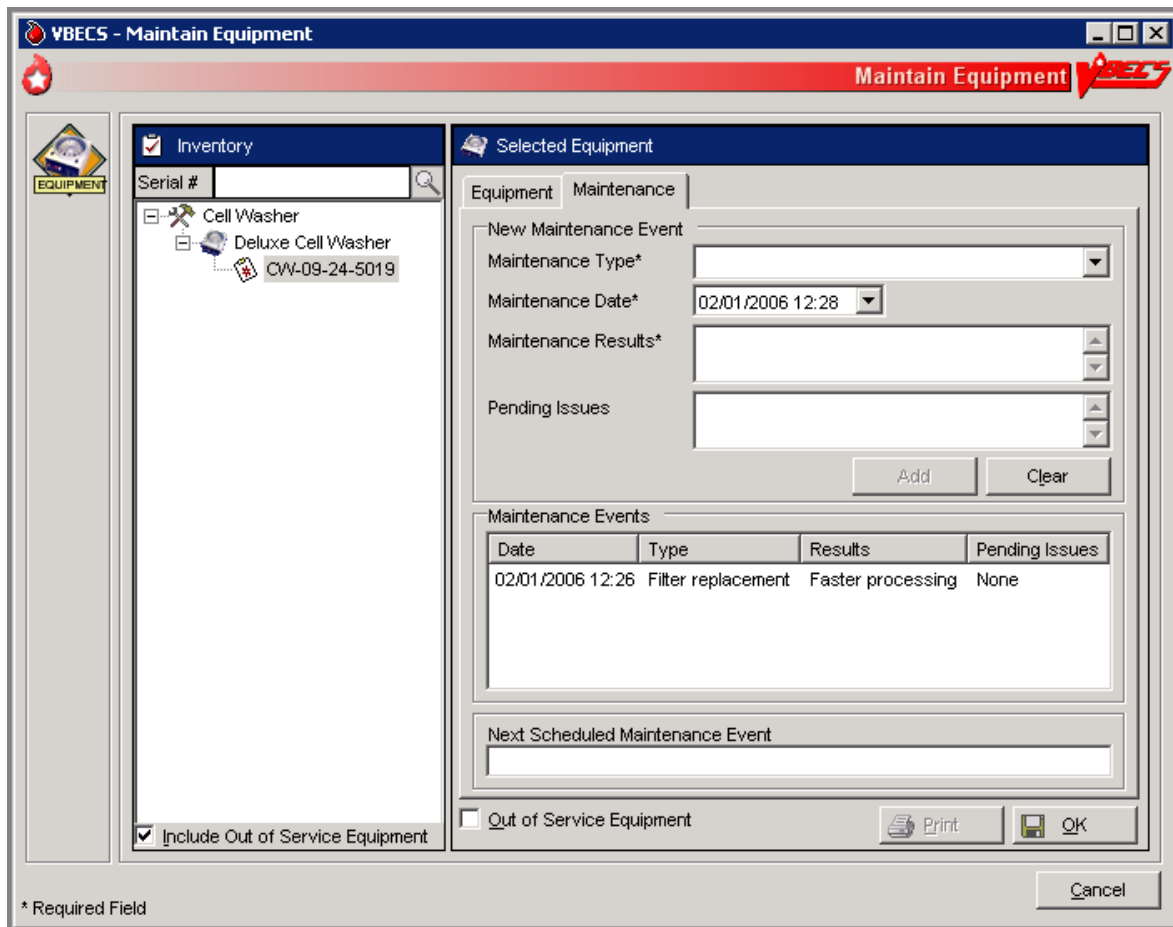 VBECS - Maintain Equipment
Maintain Equipment VBECS
EQUIPMENT
Inventory
Serial #
Cell Washer
Deluxe Cell Washer
CW-09-24-5019
Include Out of Service Equipment
Selected Equipment
Equipment Maintenance
New Maintenance Event
Maintenance Type*
Maintenance Date* 02/01/2006 12:28
Maintenance Results*
Pending Issues
Add Clear
Maintenance Events
Date Type Results Pending Issues
02/01/2006 12:26 Filter replacement Faster processing None
Next Scheduled Maintenance Event
Out of Service Equipment Print OK
Cancel
* Required Field